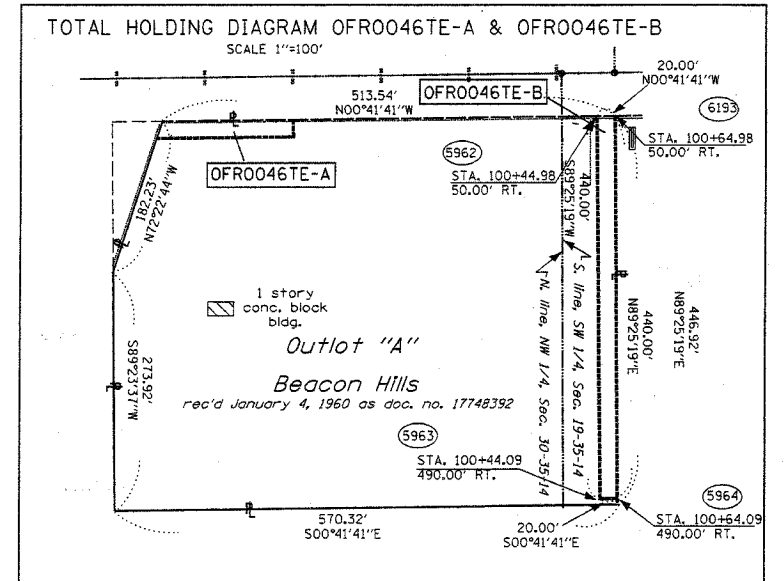 TOTAL HOLDING DIAGRAM OFR0046TE-A & OFR0046TE-B
SCALE 1"=100'
20.00'
N00°41'41"W
513.54'
N00°41'41"W
OFR0046TE-B
6193
STA. 100+64.98
50.00' RT.
5962
STA. 100+44.98
50.00' RT.
OFR0046TE-A
182.23'
N72°22'44"W
440.00'
S89°25'19"W
N. line, NW 1/4, Sec. 30-35-14
S. line, SW 1/4, Sec. 19-35-14
440.00'
N89°25'19"E
446.92'
N89°25'19"E
1 story
conc. block
bldg.
Outlot "A"
Beacon Hills
rec'd January 4, 1960 as doc. no. 17748392
273.92'
S89°23'37"W
5963
STA. 100+44.09
490.00' RT.
5964
STA. 100+64.09
490.00' RT.
570.32'
S00°41'41"E
20.00'
S00°41'41"E